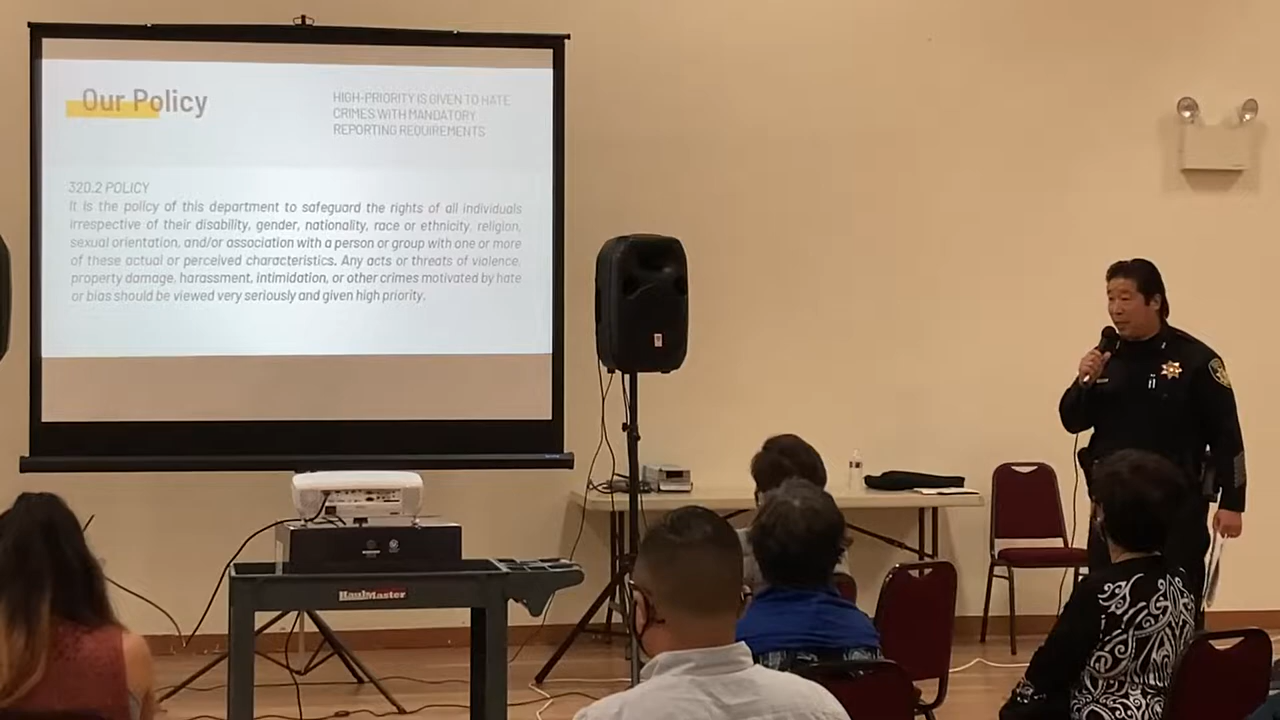 Our Policy
HIGH-PRIORITY IS GIVEN TO HATE
CRIMES WITH MANDATORY
REPORTING REQUIREMENTS
320.2 POLICY
It is the policy of this department to safeguard the rights of all individuals
irrespective of their disability, gender, nationality, race or ethnicity, religion,
sexual orientation, and/or association with a person or group with one or more
of these actual or perceived characteristics. Any acts or threats of violence,
property damage, harassment, intimidation, or other crimes motivated by hate
or bias should be viewed very seriously and given high priority.
HaulMaster